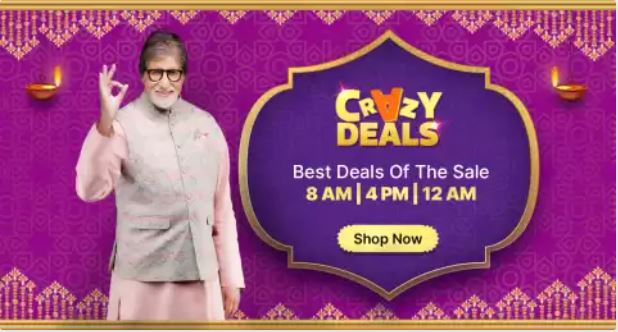 CRAZY
DEALS
Best Deals Of The Sale
8 AM | 4 PM | 12 AM
Shop Now